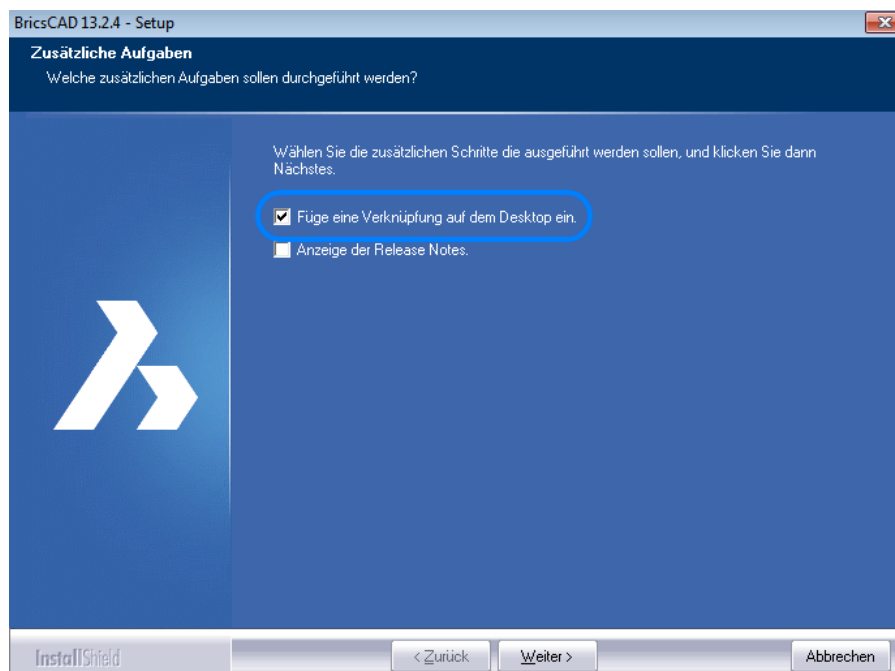 BricsCAD 13.2.4 - Setup
Zusätzliche Aufgaben
Welche zusätzlichen Aufgaben sollen durchgeführt werden?
Wählen Sie die zusätzlichen Schritte die ausgeführt werden sollen, und klicken Sie dann
Nächstes.
Füge eine Verknüpfung auf dem Desktop ein.
Anzeige der Release Notes.
InstallShield
< Zurück
Weiter >
Abbrechen